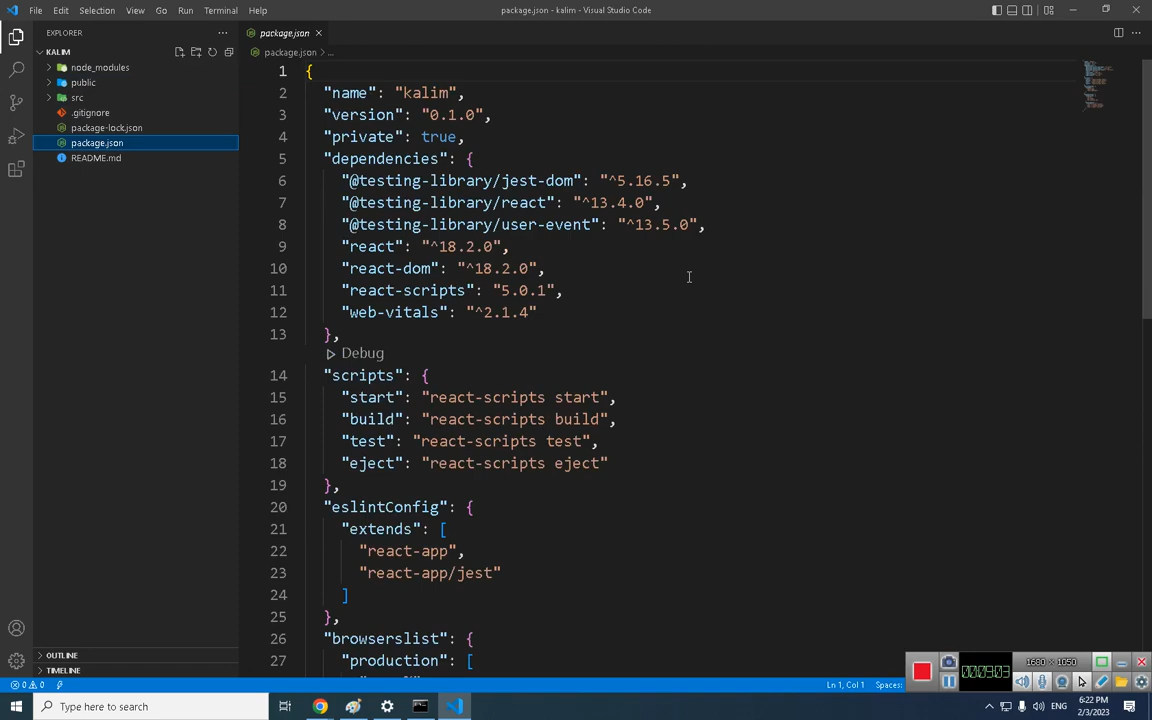 File Edit Selection View Go Run Terminal Help
package.json - kalim - Visual Studio Code
EXPLORER
KALIM
node_modules
public
src
.gitignore
package-lock.json
package.json
README.md
OUTLINE
TIMELINE
package.json
package.json > ...
1 {
2 "name": "kalim",
3 "version": "0.1.0",
4 "private": true,
5 "dependencies": {
6 "@testing-library/jest-dom": "^5.16.5",
7 "@testing-library/react": "^13.4.0",
8 "@testing-library/user-event": "^13.5.0",
9 "react": "^18.2.0",
10 "react-dom": "^18.2.0",
11 "react-scripts": "5.0.1",
12 "web-vitals": "^2.1.4"
13 },
Debug
14 "scripts": {
15 "start": "react-scripts start",
16 "build": "react-scripts build",
17 "test": "react-scripts test",
18 "eject": "react-scripts eject"
19 },
20 "eslintConfig": {
21 "extends": [
22 "react-app",
23 "react-app/jest"
24 ]
25 },
26 "browserslist": {
27 "production": [
0 0
Ln 1, Col 1 Spaces:
1680 x 1050
Type here to search
ENG
6:22 PM
2/3/2023